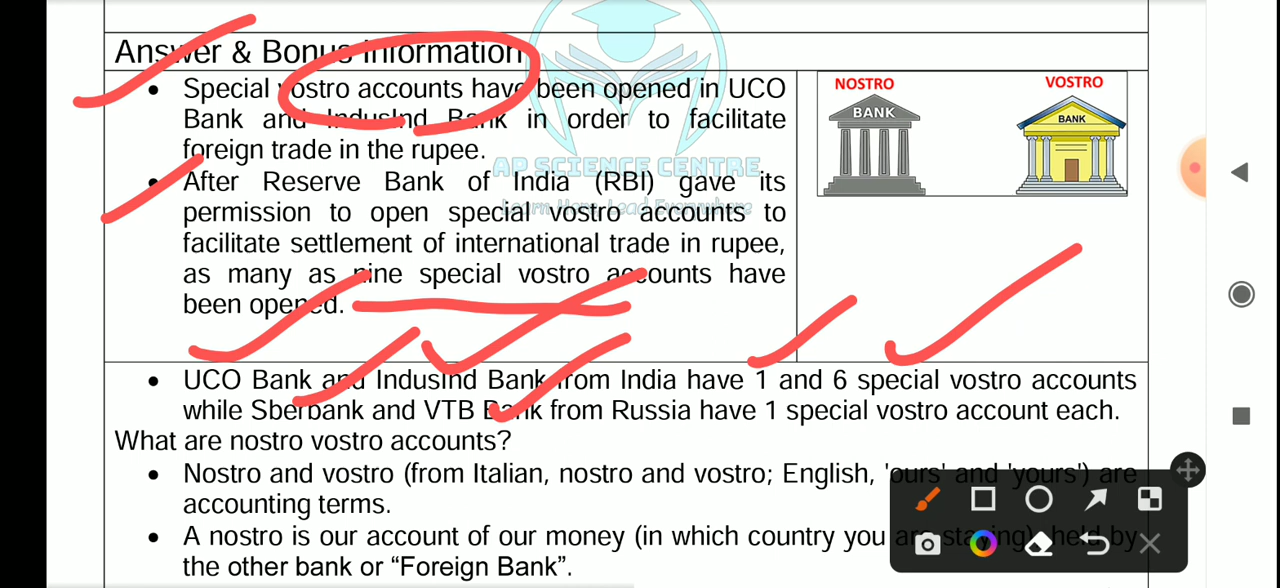 Answer & Bonus Information
Special vostro accounts have been opened in UCO
Bank and IndusInd Bank in order to facilitate
foreign trade in the rupee.
After Reserve Bank of India (RBI) gave its
permission to open special vostro accounts to
facilitate settlement of international trade in rupee,
as many as nine special vostro accounts have
been opened.
NOSTRO
VOSTRO
BANK
BANK
AP SCIENCE CENTRE
Learn Here, Lead Everywhere
UCO Bank and IndusInd Bank from India have 1 and 6 special vostro accounts
while Sberbank and VTB Bank from Russia have 1 special vostro account each.
What are nostro vostro accounts?
Nostro and vostro (from Italian, nostro and vostro; English, 'ours' and 'yours') are
accounting terms.
A nostro is our account of our money (in which country you are staying) held by
the other bank or “Foreign Bank”.